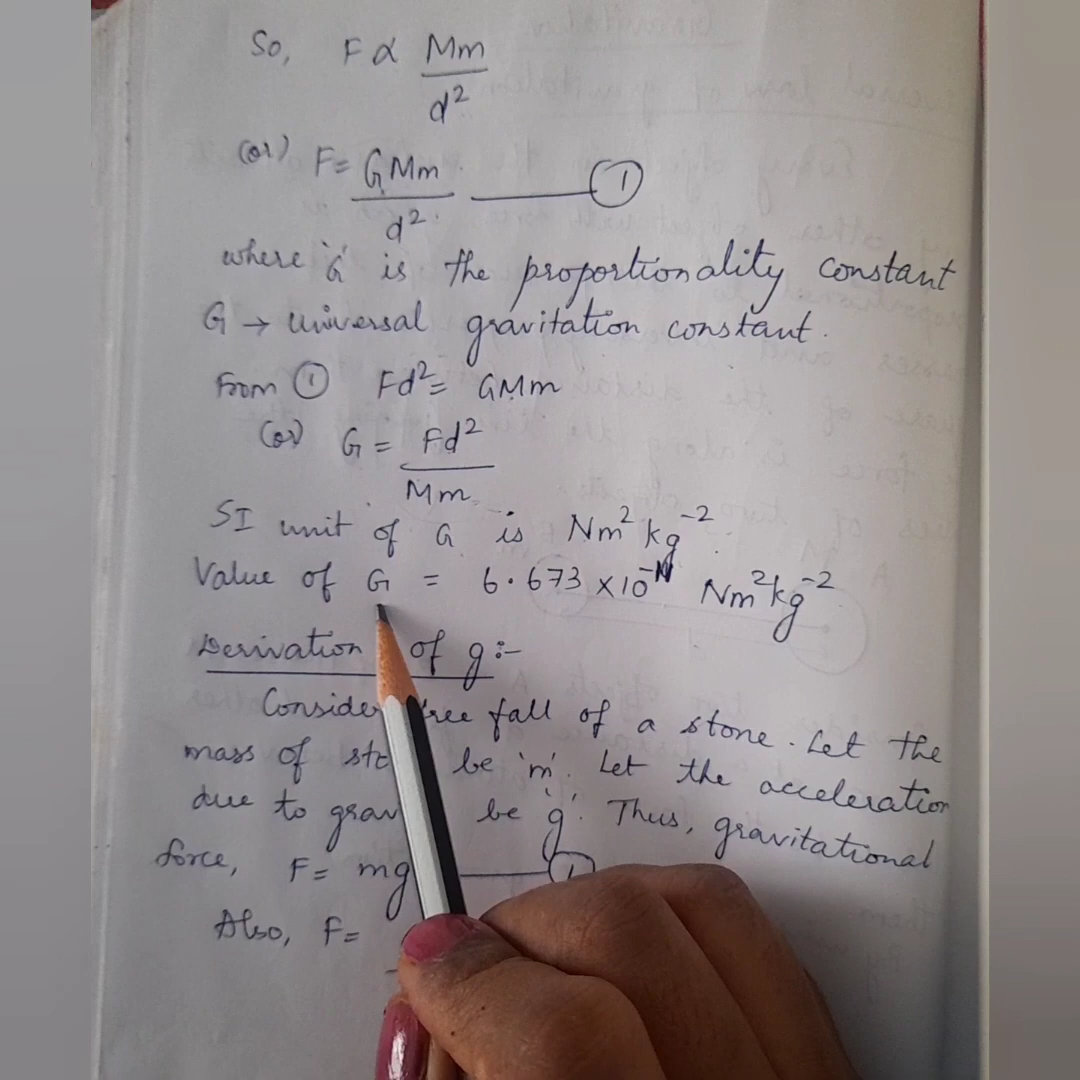 So, F ∝ Mm/d²
(or) F = GMm/d² ——— ①
where 'G' is the proportionality constant
G → universal gravitation constant.
From ① Fd² = GMm
(or) G = Fd²/Mm
SI unit of G is Nm² kg⁻².
Value of G = 6.673 × 10⁻¹¹ Nm²kg⁻²
Derivation of g:-
Consider free fall of a stone. Let the
mass of be 'm'. Let the acceleration
due to be 'g'. Thus, gravitational
force, F = mg ——— ①
Also, F =